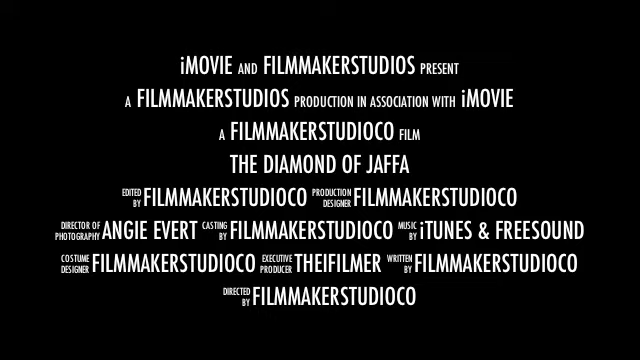 iMOVIE AND FILMMAKERSTUDIOS PRESENT
A FILMMAKERSTUDIOS PRODUCTION IN ASSOCIATION WITH iMOVIE
A FILMMAKERSTUDIOCO FILM
THE DIAMOND OF JAFFA
EDITED BY FILMMAKERSTUDIOCO PRODUCTION DESIGNER FILMMAKERSTUDIOCO
DIRECTOR OF PHOTOGRAPHY ANGIE EVERT CASTING BY FILMMAKERSTUDIOCO MUSIC BY iTUNES & FREESOUND
COSTUME DESIGNER FILMMAKERSTUDIOCO EXECUTIVE PRODUCER THEIFILMER WRITTEN BY FILMMAKERSTUDIOCO
DIRECTED BY FILMMAKERSTUDIOCO